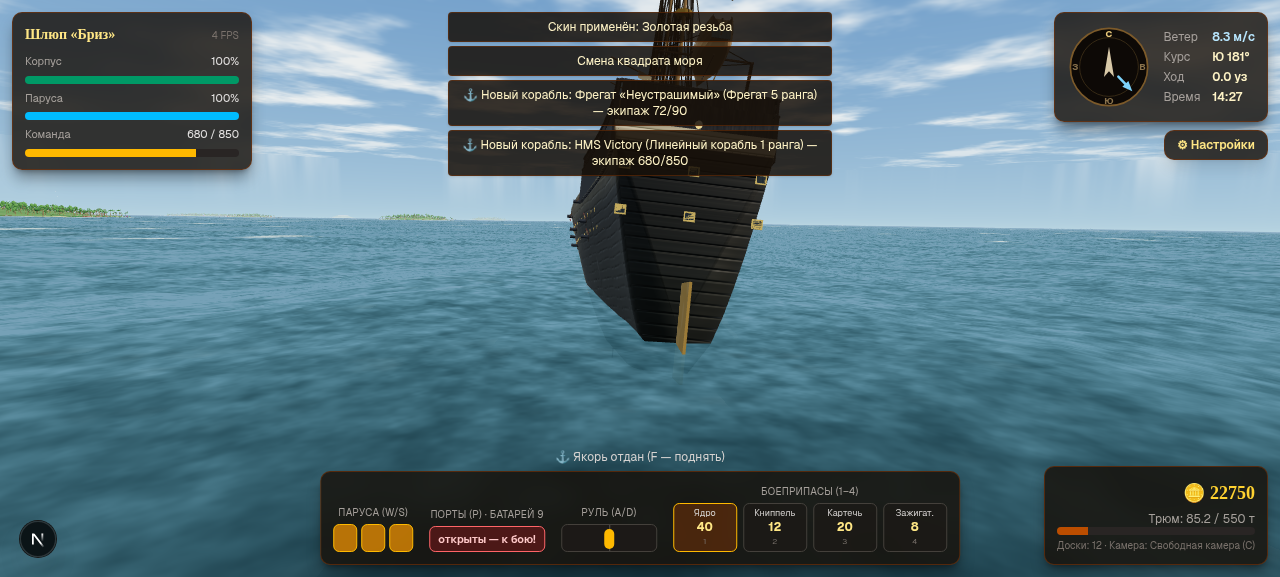 Шлюп «Бриз»
4 FPS
Корпус 100%
Паруса 100%
Команда 680 / 850
Скин применён: Золотая резьба
Смена квадрата моря
⚓ Новый корабль: Фрегат «Неустрашимый» (Фрегат 5 ранга)
— экипаж 72/90
⚓ Новый корабль: HMS Victory (Линейный корабль 1 ранга) —
экипаж 680/850
С
З В
Ю
Ветер 8.3 м/с
Курс Ю 181°
Ход 0.0 уз
Время 14:27
⚙ Настройки
⚓ Якорь отдан (F — поднять)
ПАРУСА (W/S)
ПОРТЫ (P) · БАТАРЕЙ 9
открыты — к бою!
РУЛЬ (A/D)
БОЕПРИПАСЫ (1–4)
Ядро
40
1
Книппель
12
2
Картечь
20
3
Зажигат.
8
4
22750
Трюм: 85.2 / 550 т
Доски: 12 · Камера: Свободная камера (C)
N